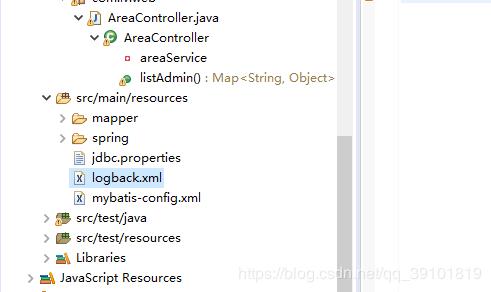 AreaController.java
AreaController
areaService
listAdmin() : Map<String, Object>
src/main/resources
mapper
spring
jdbc.properties
logback.xml
mybatis-config.xml
src/test/java
src/test/resources
Libraries
JavaScript Resources
https://blog.csdn.net/qq_39101819